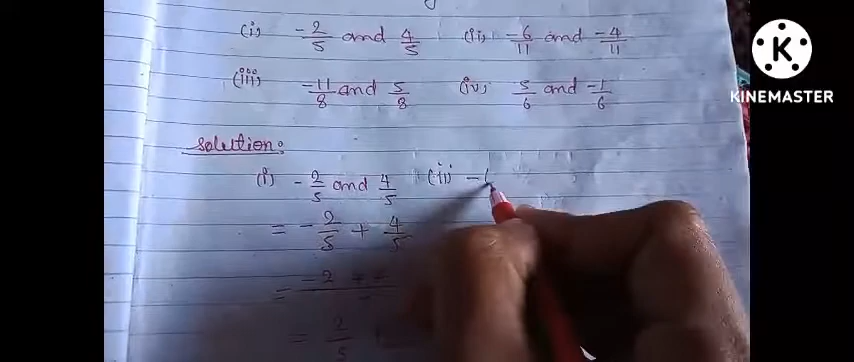 (i) -2/5 and 4/5 (ii) -6/11 and -4/11
(iii) -11/8 and 5/8 (iv) 5/6 and -1/6
solution:
(i) -2/5 and 4/5 (ii) -
= -2/5 + 4/5
= -2 +
= 2/5
KINEMASTER